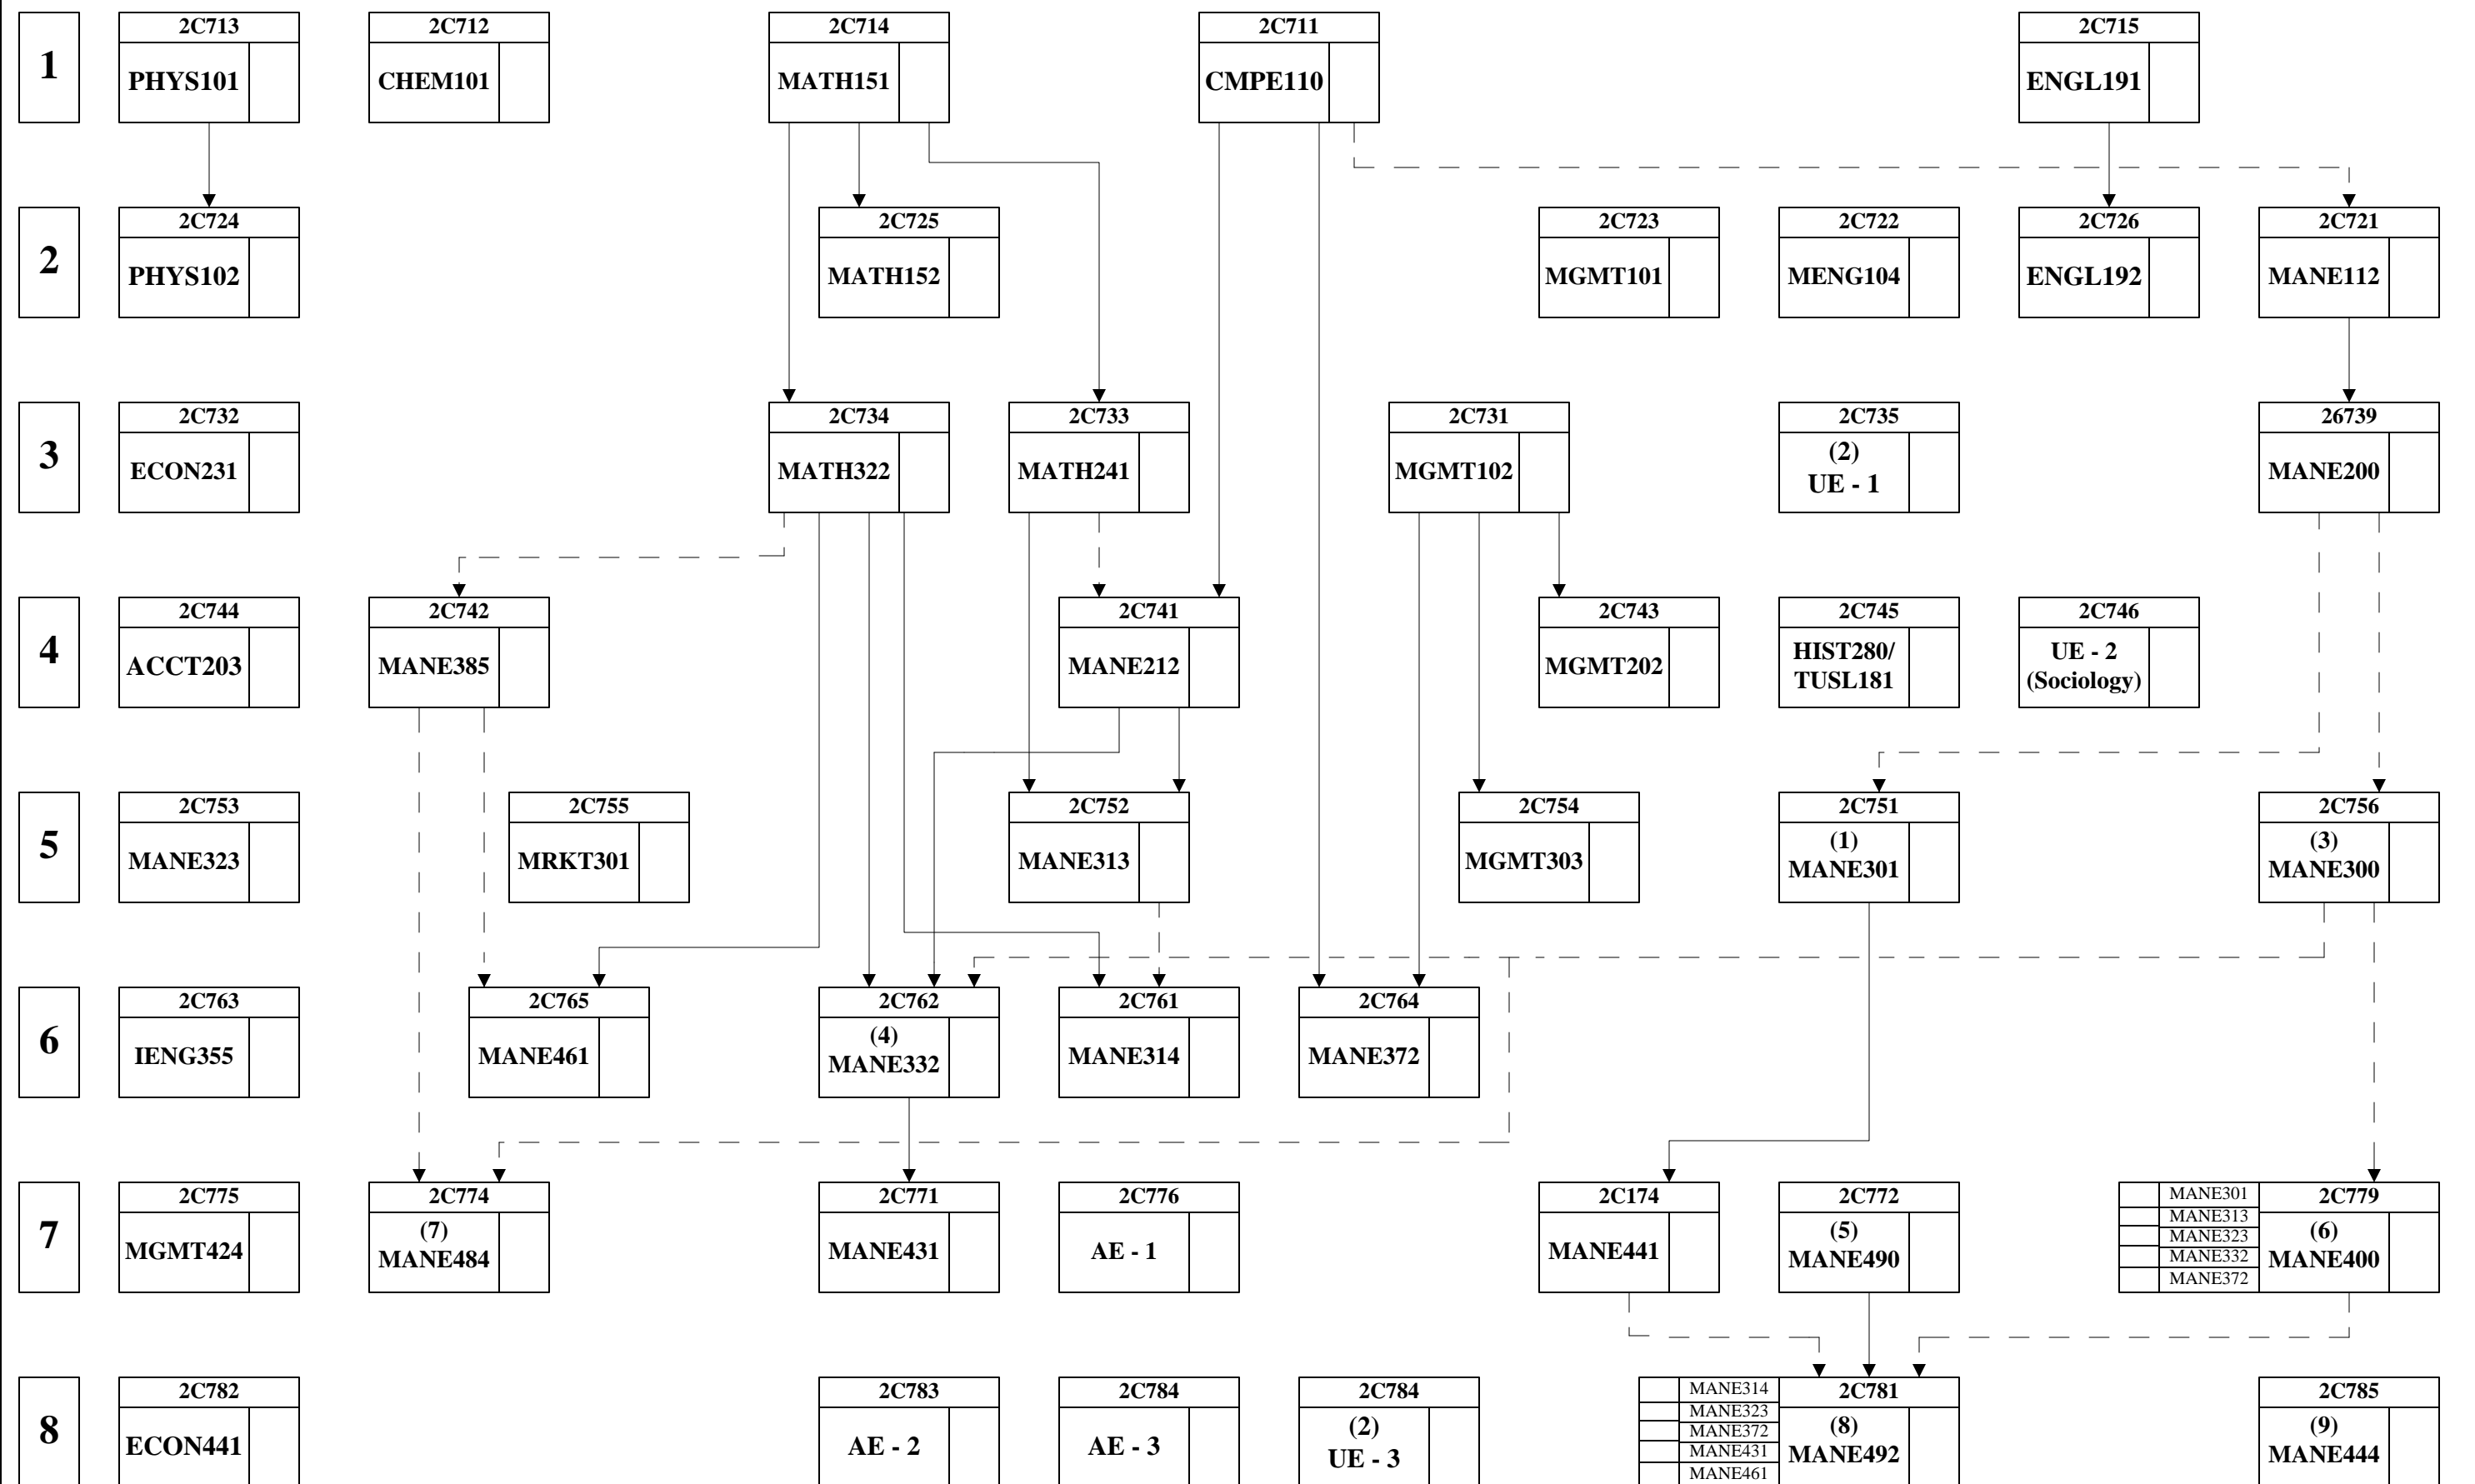 1
2C713
PHYS101
2C712
CHEM101
2C714
MATH151
2C711
CMPE110
2C715
ENGL191
2
2C724
PHYS102
2C725
MATH152
2C723
MGMT101
2C722
MENG104
2C726
ENGL192
2C721
MANE112
3
2C732
ECON231
2C734
MATH322
2C733
MATH241
2C731
MGMT102
2C735
(2)
UE - 1
26739
MANE200
4
2C744
ACCT203
2C742
MANE385
2C741
MANE212
2C743
MGMT202
2C745
HIST280/
TUSL181
2C746
UE - 2
(Sociology)
5
2C753
MANE323
2C755
MRKT301
2C752
MANE313
2C754
MGMT303
2C751
(1)
MANE301
2C756
(3)
MANE300
6
2C763
IENG355
2C765
MANE461
2C762
(4)
MANE332
2C761
MANE314
2C764
MANE372
7
2C775
MGMT424
2C774
(7)
MANE484
2C771
MANE431
2C776
AE - 1
2C174
MANE441
2C772
(5)
MANE490
MANE301
MANE313
MANE323
MANE332
MANE372
2C779
(6)
MANE400
8
2C782
ECON441
2C783
AE - 2
2C784
AE - 3
2C784
(2)
UE - 3
MANE314
MANE323
MANE372
MANE431
MANE461
2C781
(8)
MANE492
2C785
(9)
MANE444